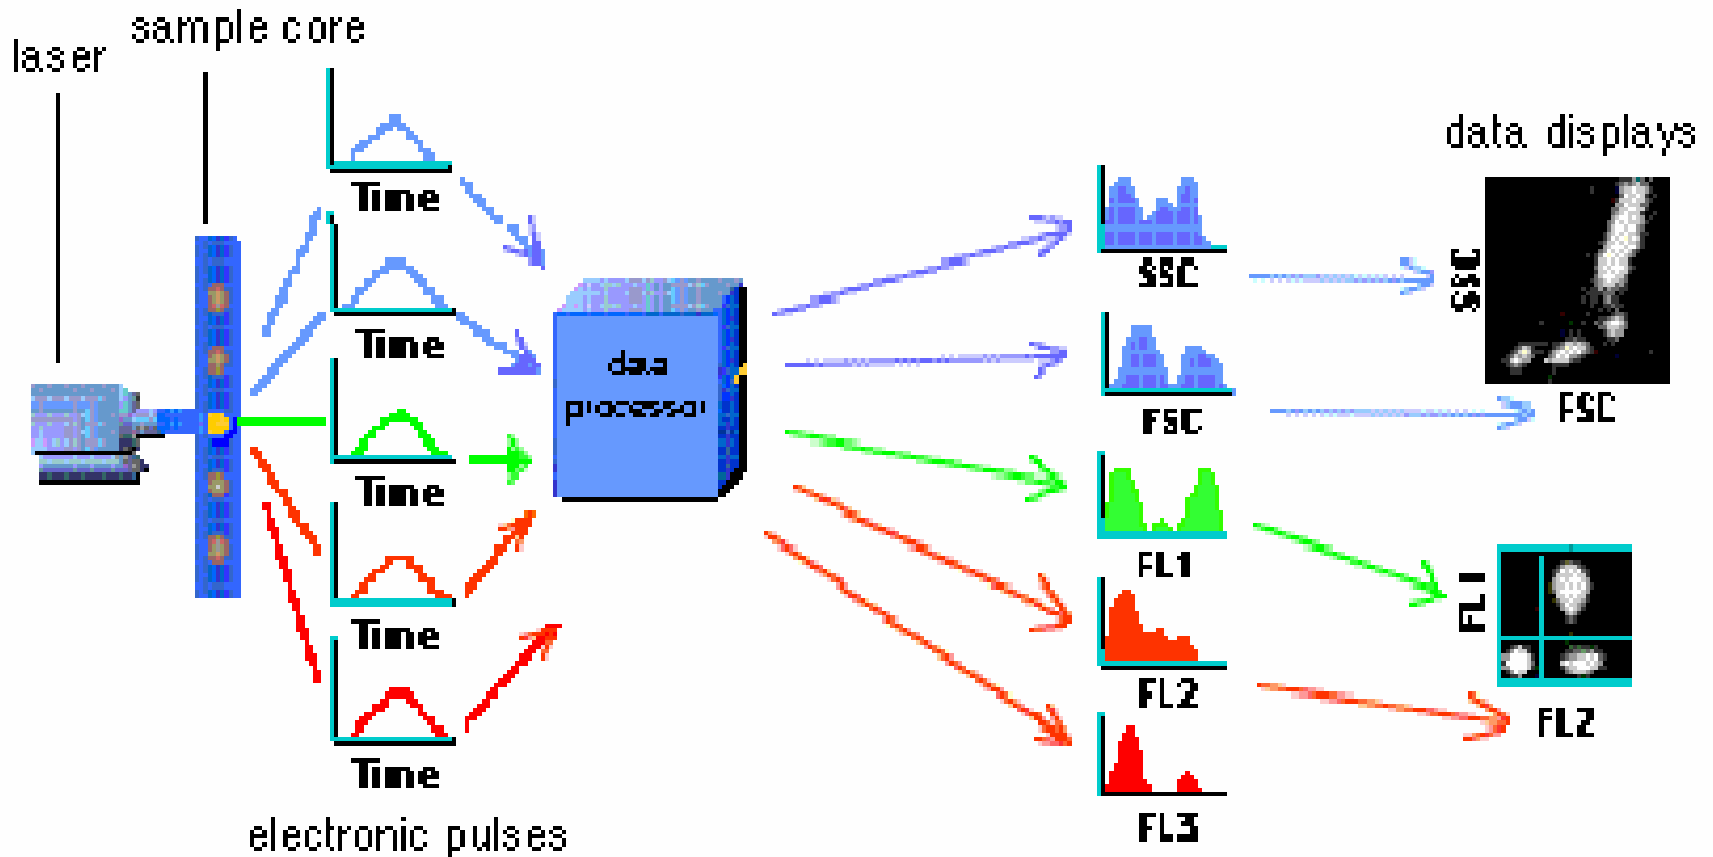 laser
sample core
Time
Time
Time
Time
Time
electronic pulses
data
processor
SSC
FSC
FL1
FL2
FL3
data displays
SSC
FSC
FL1
FL2